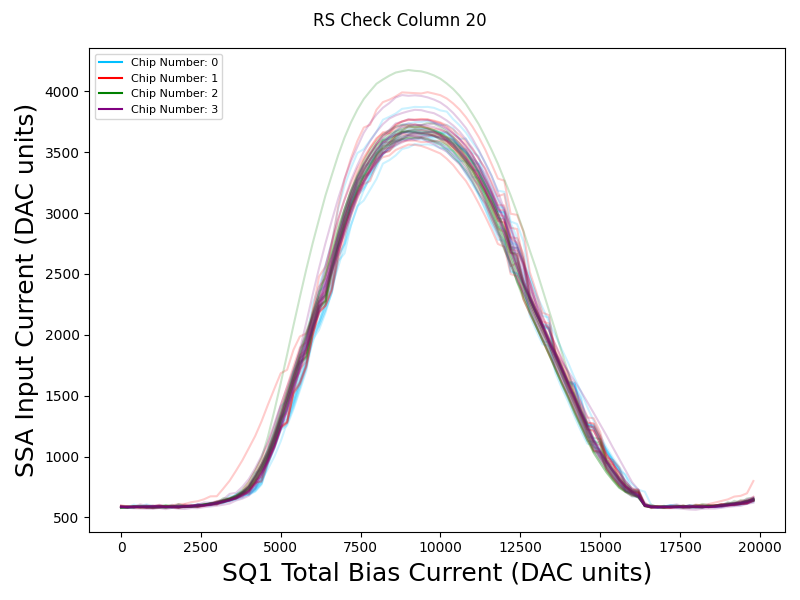 RS Check Column 20
Chip Number: 0
Chip Number: 1
Chip Number: 2
Chip Number: 3
SSA Input Current (DAC units)
4000
3500
3000
2500
2000
1500
1000
500
0 2500 5000 7500 10000 12500 15000 17500 20000
SQ1 Total Bias Current (DAC units)